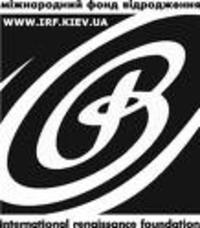 міжнародний фонд відродження
WWW.IRF.KIEV.UA
international renaissance foundation